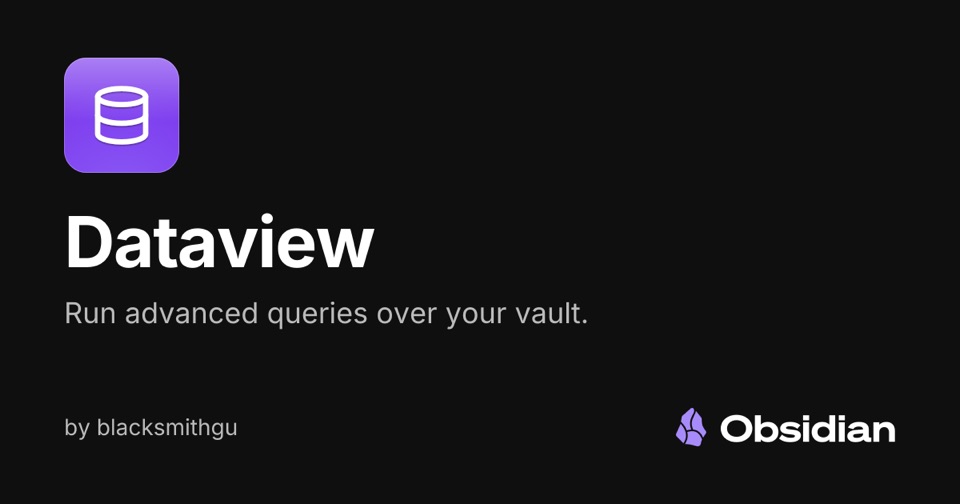 Dataview
Run advanced queries over your vault.
by blacksmithgu
Obsidian